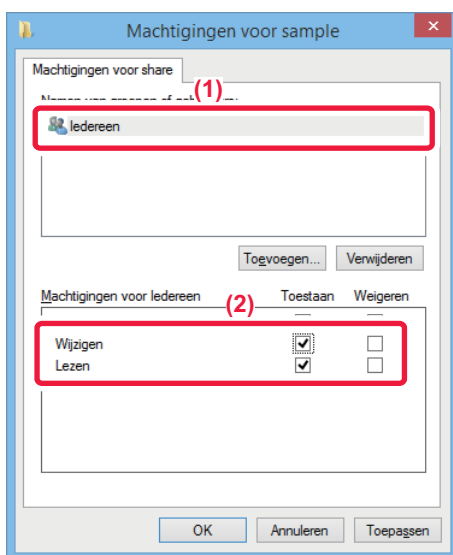 Machtigingen voor sample
Machtigingen voor share
(1)
Iedereen
Toevoegen... Verwijderen
Machtigingen voor Iedereen (2) Toestaan Weigeren
Wijzigen
Lezen
OK Annuleren Toepassen